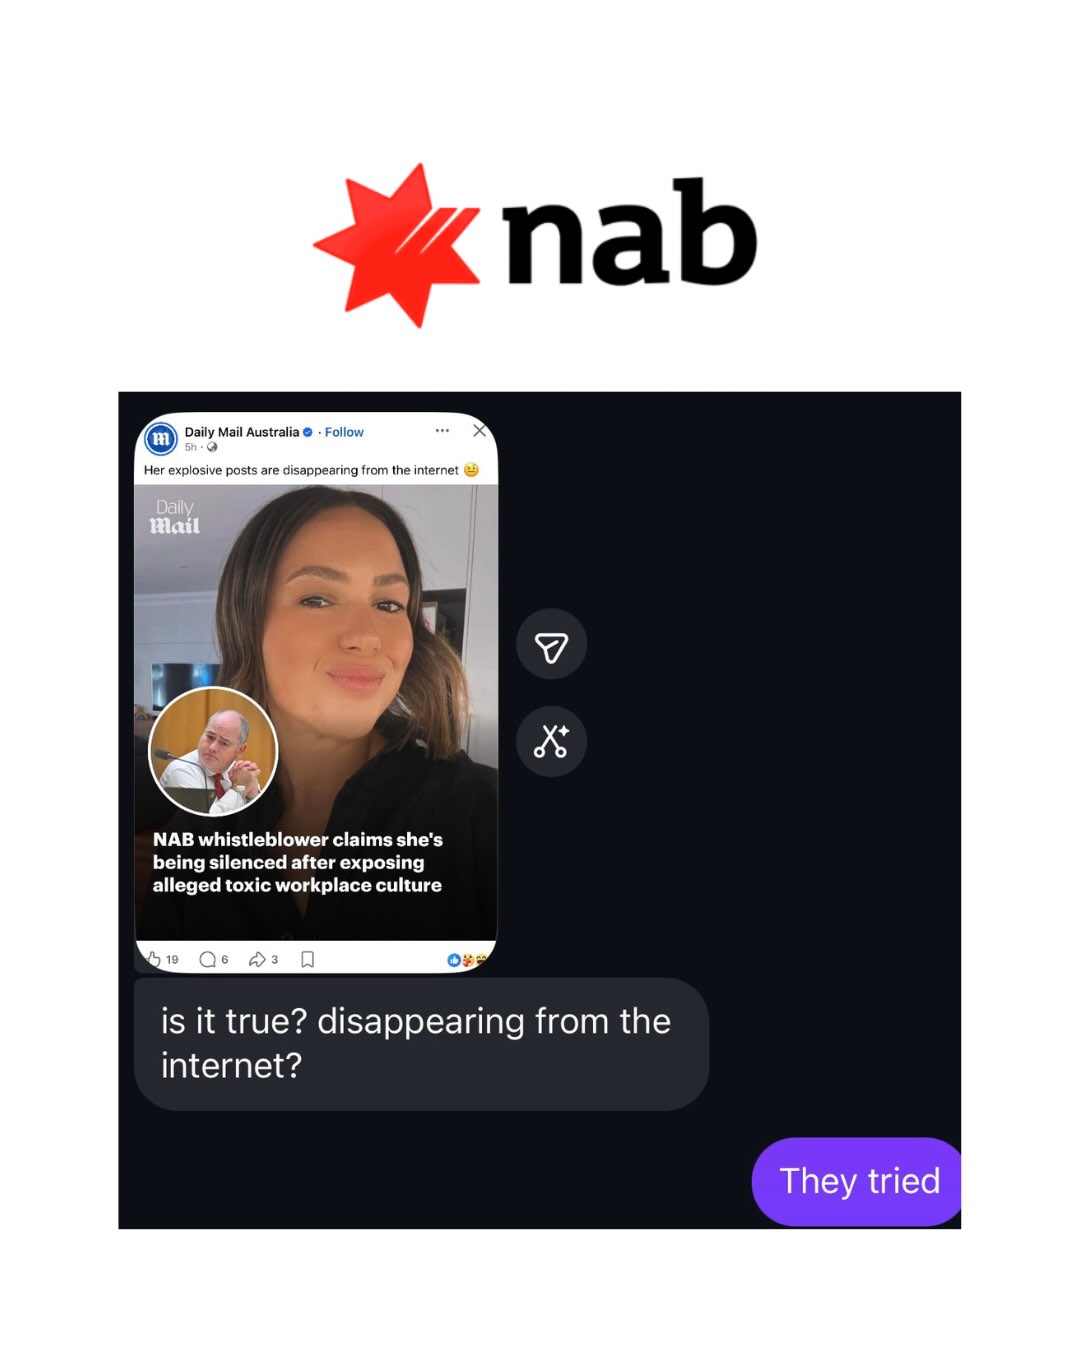 nab
Daily Mail Australia · Follow
5h ·
Her explosive posts are disappearing from the internet 😆
Daily
Mail
NAB whistleblower claims she's
being silenced after exposing
alleged toxic workplace culture
19 6 3
is it true? disappearing from the
internet?
They tried